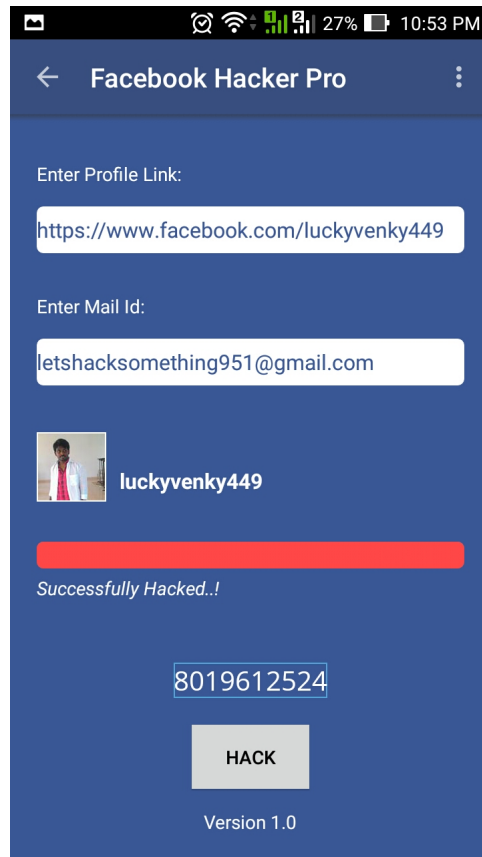 27% 10:53 PM
Facebook Hacker Pro
Enter Profile Link:
https://www.facebook.com/luckyvenky449
Enter Mail Id:
letshacksomething951@gmail.com
luckyvenky449
Successfully Hacked..!
8019612524
HACK
Version 1.0